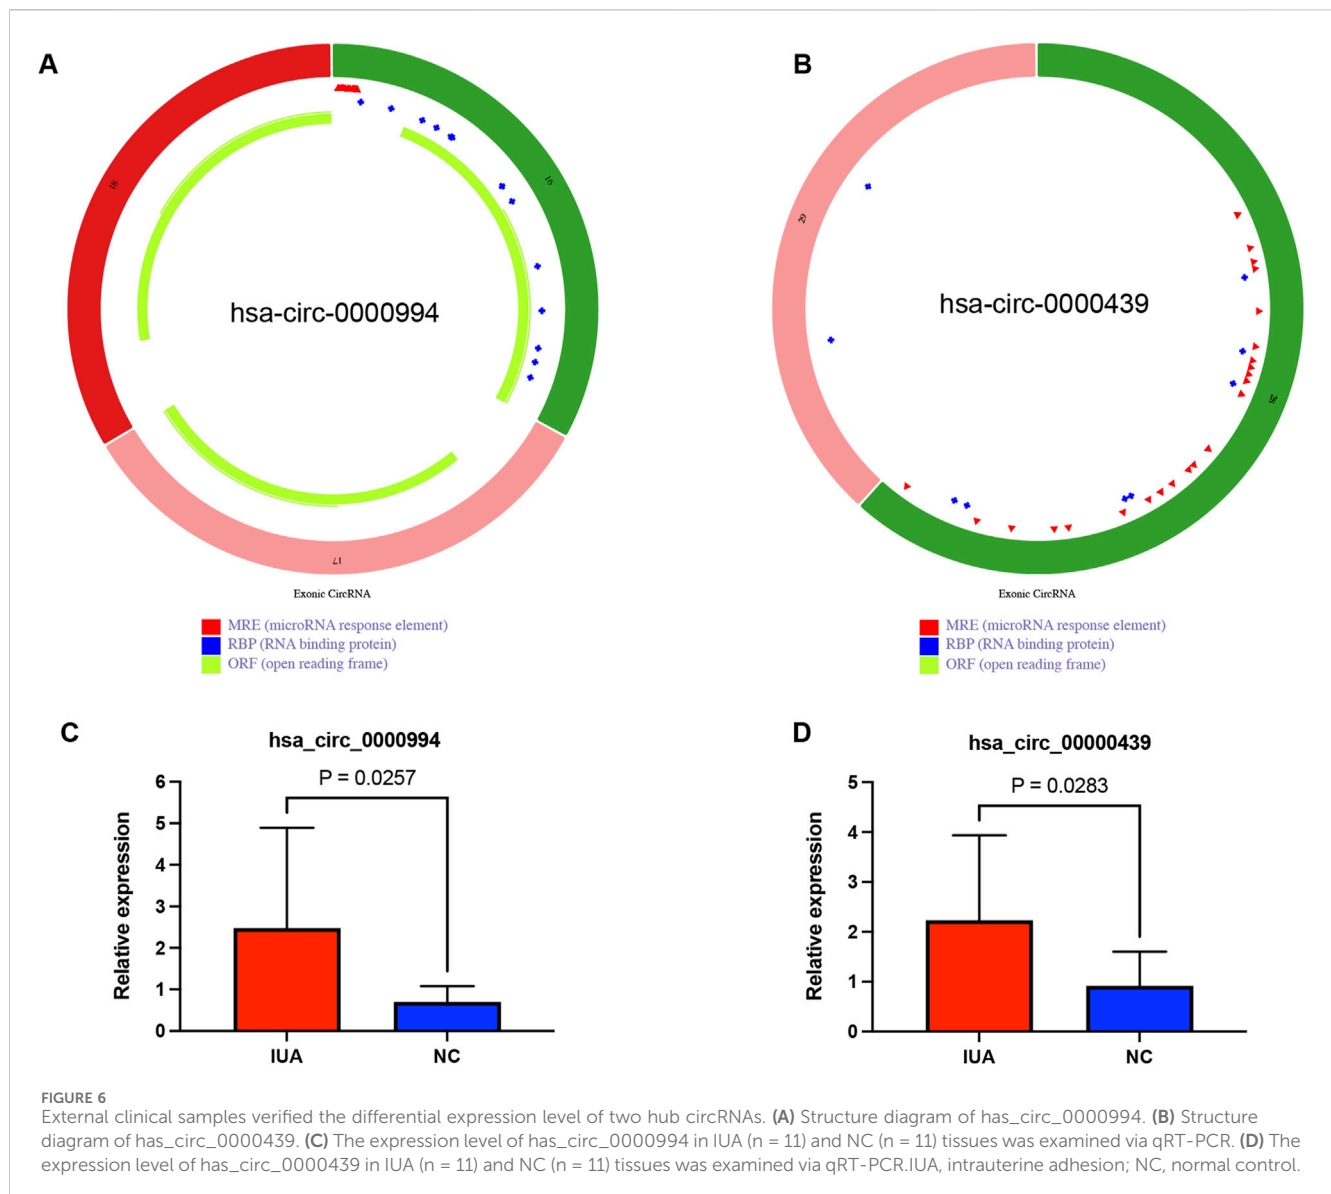 A
B
18
16
17
hsa-circ-0000994
29
26
hsa-circ-0000439
Exonic CircRNA
MRE (microRNA response element)
RBP (RNA binding protein)
ORF (open reading frame)
Exonic CircRNA
MRE (microRNA response element)
RBP (RNA binding protein)
ORF (open reading frame)
C
hsa_circ_0000994
P = 0.0257
Relative expression
6
5
4
3
2
1
0
IUA
NC
D
hsa_circ_00000439
P = 0.0283
Relative expression
5
4
3
2
1
0
IUA
NC
FIGURE 6
External clinical samples verified the differential expression level of two hub circRNAs. (A) Structure diagram of has_circ_0000994. (B) Structure
diagram of has_circ_0000439. (C) The expression level of has_circ_0000994 in IUA (n = 11) and NC (n = 11) tissues was examined via qRT-PCR. (D) The
expression level of has_circ_0000439 in IUA (n = 11) and NC (n = 11) tissues was examined via qRT-PCR.IUA, intrauterine adhesion; NC, normal control.